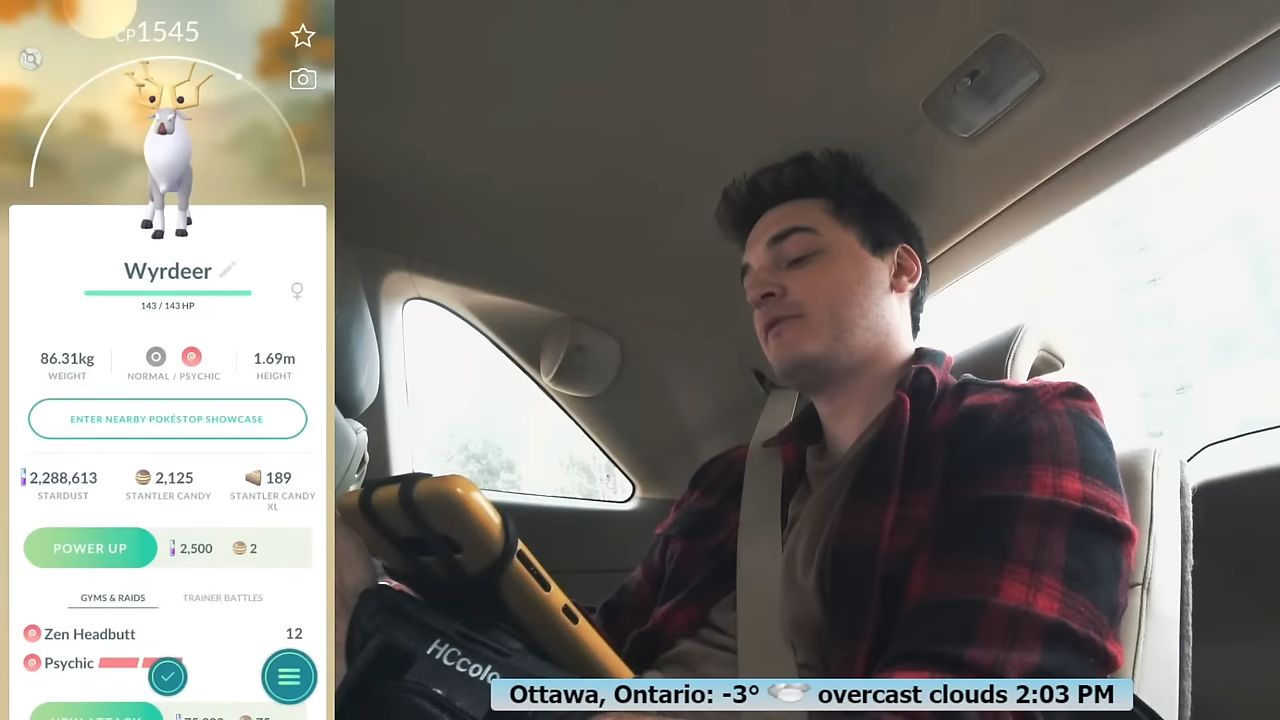 CP1545
Wyrdeer
143 / 143 HP
86.31kg
WEIGHT
NORMAL / PSYCHIC
1.69m
HEIGHT
ENTER NEARBY POKÉSTOP SHOWCASE
2,288,613
STARDUST
2,125
STANTLER CANDY
189
STANTLER CANDY
XL
POWER UP
2,500
2
GYMS & RAIDS
TRAINER BATTLES
Zen Headbutt
12
Psychic
NEW ATTACK
HCcolo
Ottawa, Ontario: -3° overcast clouds 2:03 PM